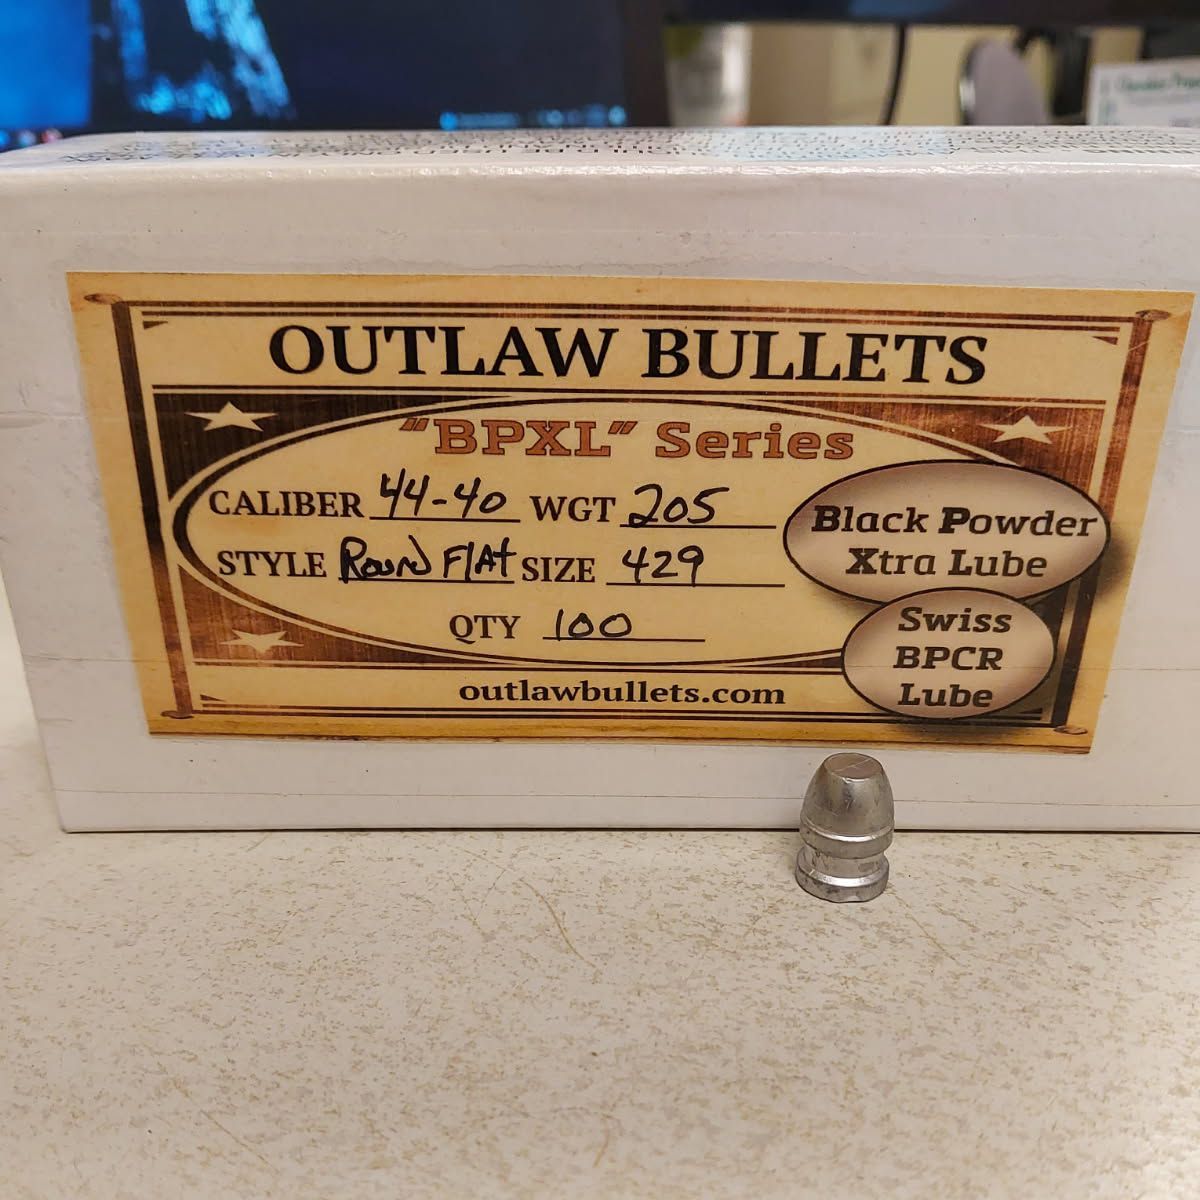 OUTLAW BULLETS
"BPXL" Series
CALIBER 44-40 WGT 205
STYLE Round Flat SIZE 429
QTY 100
Black Powder
Xtra Lube
Swiss
BPCR
Lube
outlawbullets.com